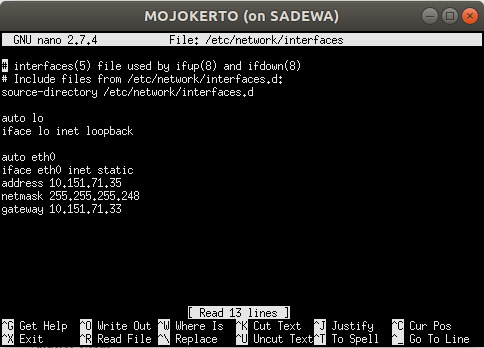 MOJOKERTO (on SADEWA)
GNU nano 2.7.4 File: /etc/network/interfaces
# interfaces(5) file used by ifup(8) and ifdown(8)
# Include files from /etc/network/interfaces.d:
source-directory /etc/network/interfaces.d
auto lo
iface lo inet loopback
auto eth0
iface eth0 inet static
address 10.151.71.35
netmask 255.255.255.248
gateway 10.151.71.33
[ Read 13 lines ]
^G Get Help ^O Write Out ^W Where Is ^K Cut Text ^J Justify ^C Cur Pos
^X Exit ^R Read File ^\ Replace ^U Uncut Text ^T To Spell ^_ Go To Line